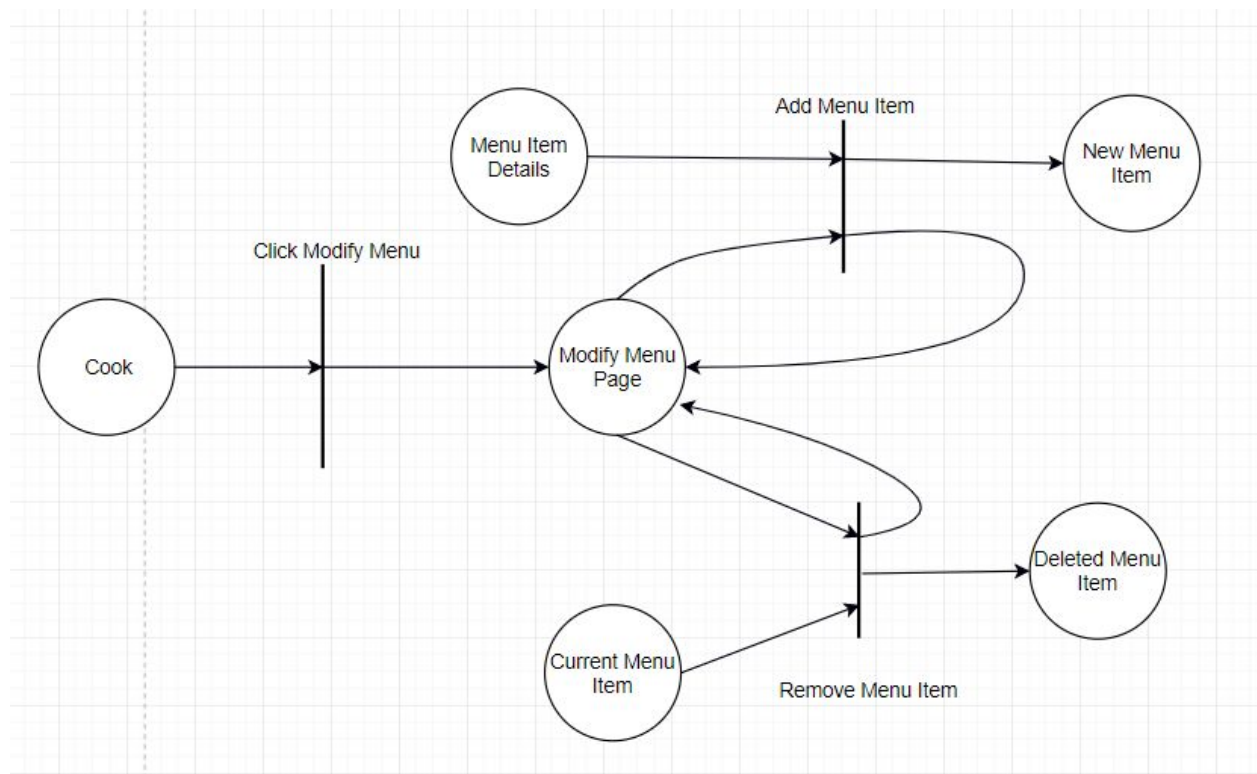 Add Menu Item
Menu Item
Details
New Menu
Item
Click Modify Menu
Cook
Modify Menu
Page
Deleted Menu
Item
Current Menu
Item
Remove Menu Item